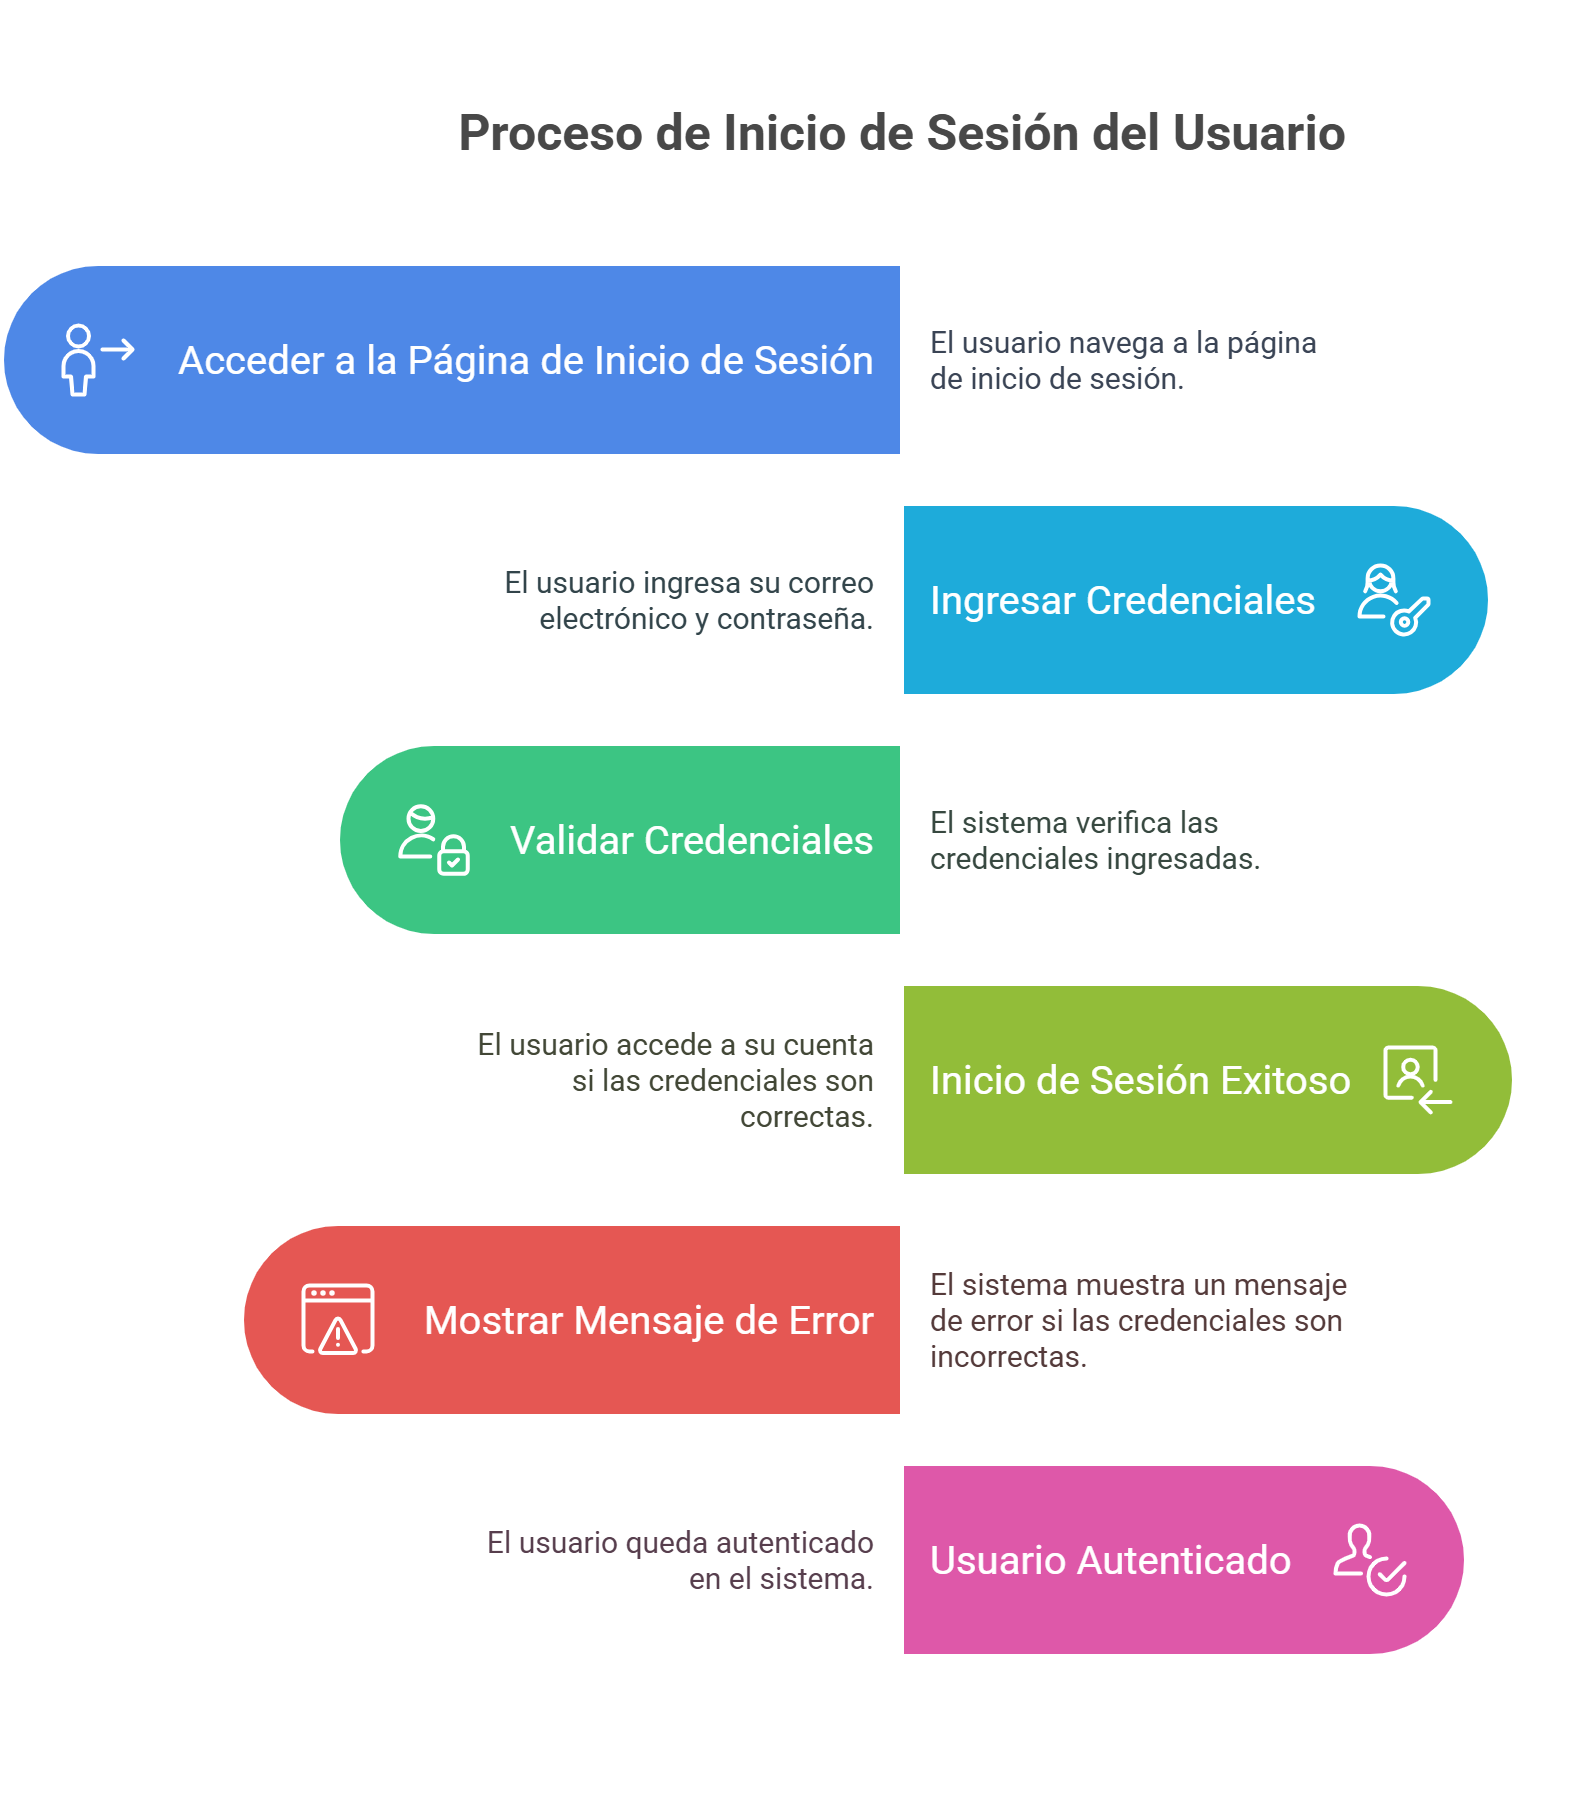 Proceso de Inicio de Sesión del Usuario
Acceder a la Página de Inicio de Sesión
El usuario navega a la página
de inicio de sesión.
El usuario ingresa su correo
electrónico y contraseña.
Ingresar Credenciales
Validar Credenciales
El sistema verifica las
credenciales ingresadas.
El usuario accede a su cuenta
si las credenciales son
correctas.
Inicio de Sesión Exitoso
Mostrar Mensaje de Error
El sistema muestra un mensaje
de error si las credenciales son
incorrectas.
El usuario queda autenticado
en el sistema.
Usuario Autenticado